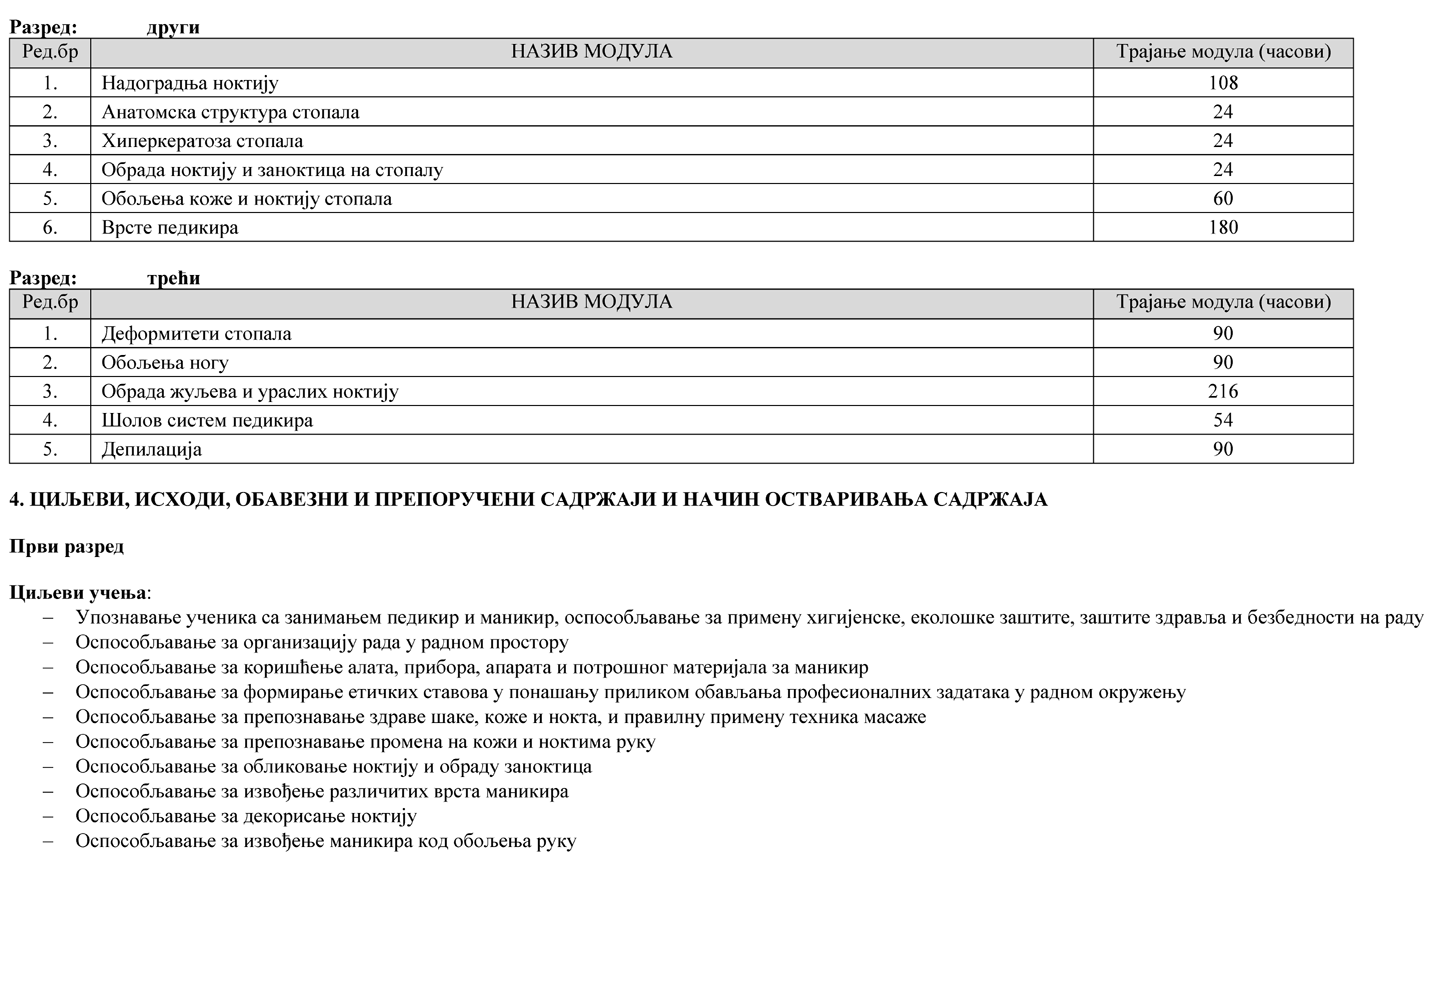 Разред: други
Ред.бр НАЗИВ МОДУЛА Трајање модула (часови)
1. Надоградња ноктију 108
2. Анатомска структура стопала 24
3. Хиперкератоза стопала 24
4. Обрада ноктију и заноктица на стопалу 24
5. Обољења коже и ноктију стопала 60
6. Врсте педикира 180
Разред: трећи
Ред.бр НАЗИВ МОДУЛА Трајање модула (часови)
1. Деформитети стопала 90
2. Обољења ногу 90
3. Обрада жуљева и ураслих ноктију 216
4. Шолов систем педикира 54
5. Депилација 90
4. ЦИЉЕВИ, ИСХОДИ, ОБАВЕЗНИ И ПРЕПОРУЧЕНИ САДРЖАЈИ И НАЧИН ОСТВАРИВАЊА САДРЖАЈА
Први разред
Циљеви учења:
– Упознавање ученика са занимањем педикир и маникир, оспособљавање за примену хигијенске, еколошке заштите, заштите здравља и безбедности на раду
– Оспособљавање за организацију рада у радном простору
– Оспособљавање за коришћење алата, прибора, апарата и потрошног материјала за маникир
– Оспособљавање за формирање етичких ставова у понашању приликом обављања професионалних задатака у радном окружењу
– Оспособљавање за препознавање здраве шаке, коже и нокта, и правилну примену техника масаже
– Оспособљавање за препознавање промена на кожи и ноктима руку
– Оспособљавање за обликовање ноктију и обраду заноктица
– Оспособљавање за извођење различитих врста маникира
– Оспособљавање за декорисање ноктију
– Оспособљавање за извођење маникира код обољења руку